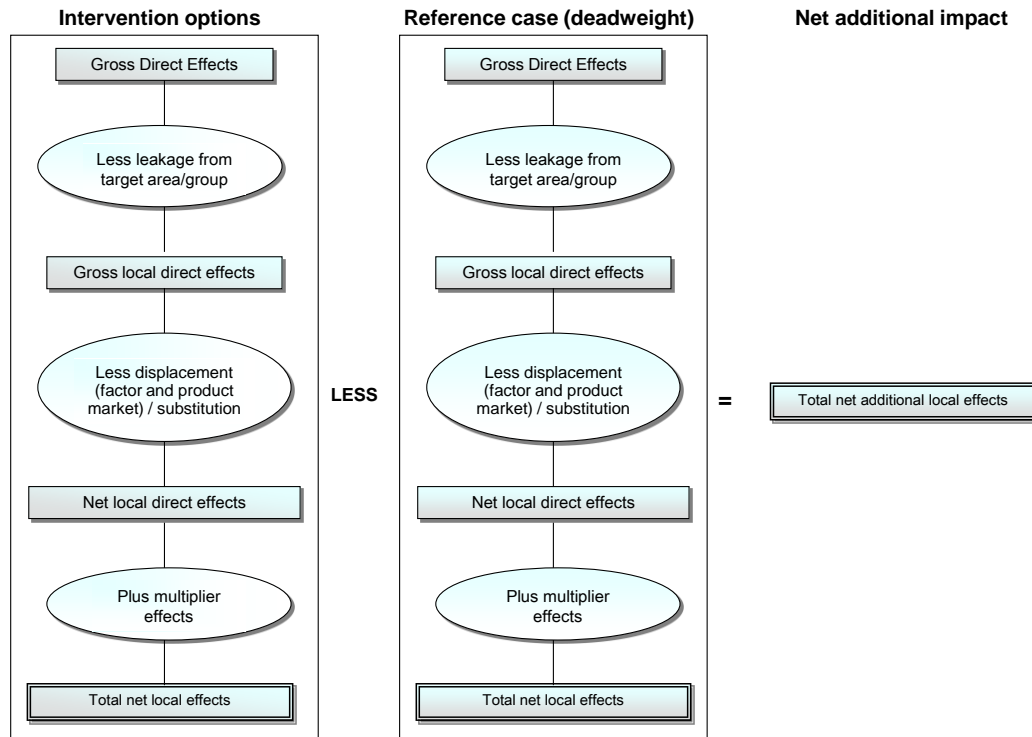 Intervention options
Reference case (deadweight)
Net additional impact
Gross Direct Effects
Less leakage from
target area/group
Gross local direct effects
Less displacement
(factor and product
market) / substitution
Net local direct effects
Plus multiplier
effects
Total net local effects
LESS
Gross Direct Effects
Less leakage from
target area/group
Gross local direct effects
Less displacement
(factor and product
market) / substitution
Net local direct effects
Plus multiplier
effects
Total net local effects
=
Total net additional local effects